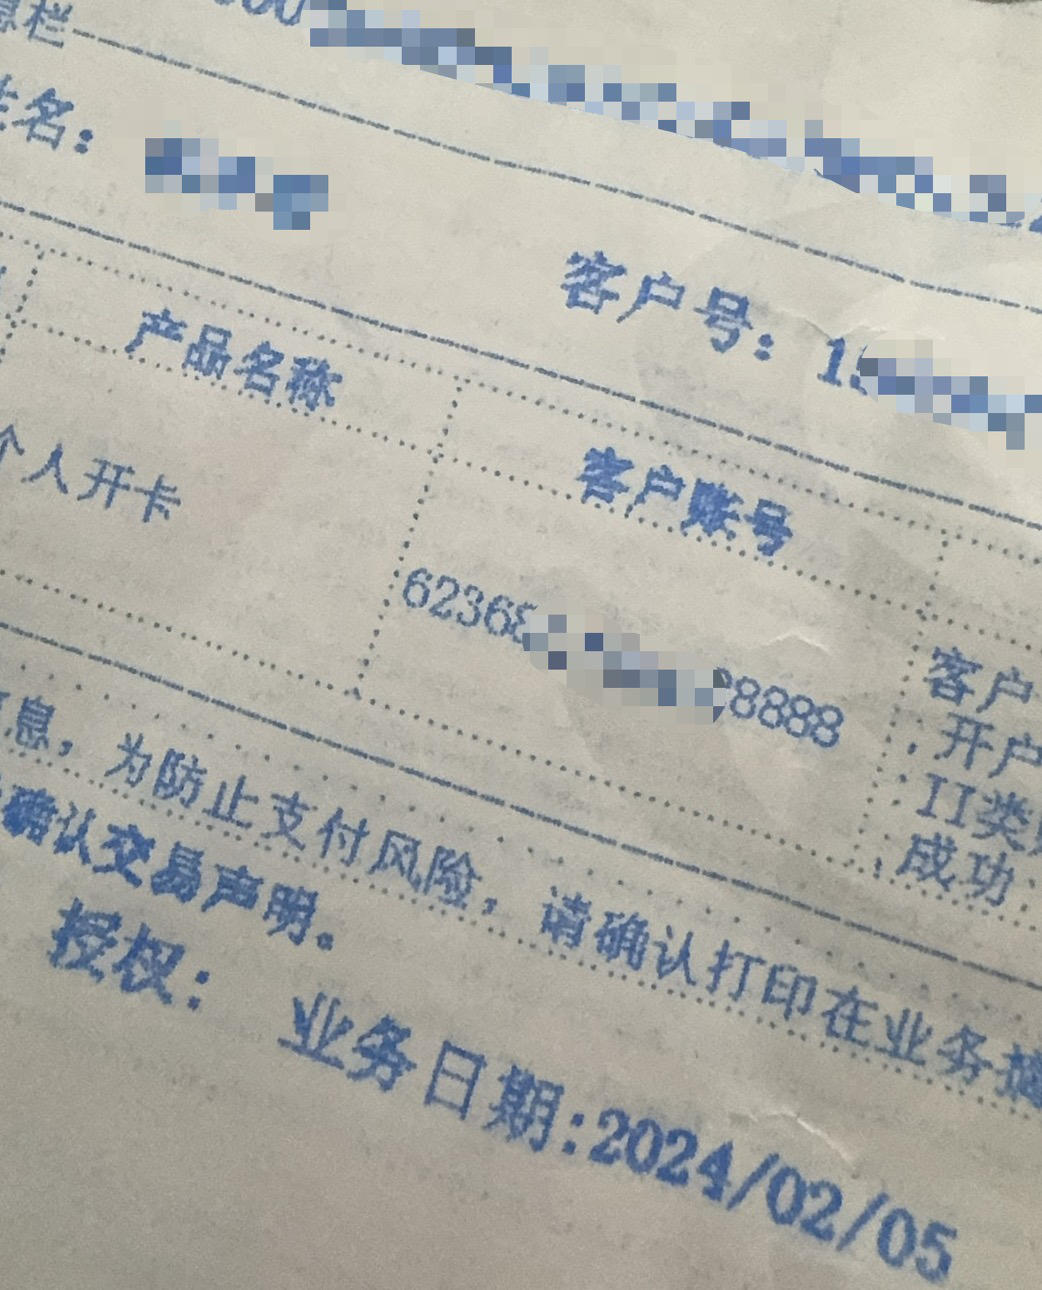 栏
姓名：
客户号：1
产品名称
客户账号
个人开卡
6236 8888
客户
开户
II类
成功
息，为防止支付风险，请确认打印在业务摘
确认交易声明。
授权：
业务日期:2024/02/05